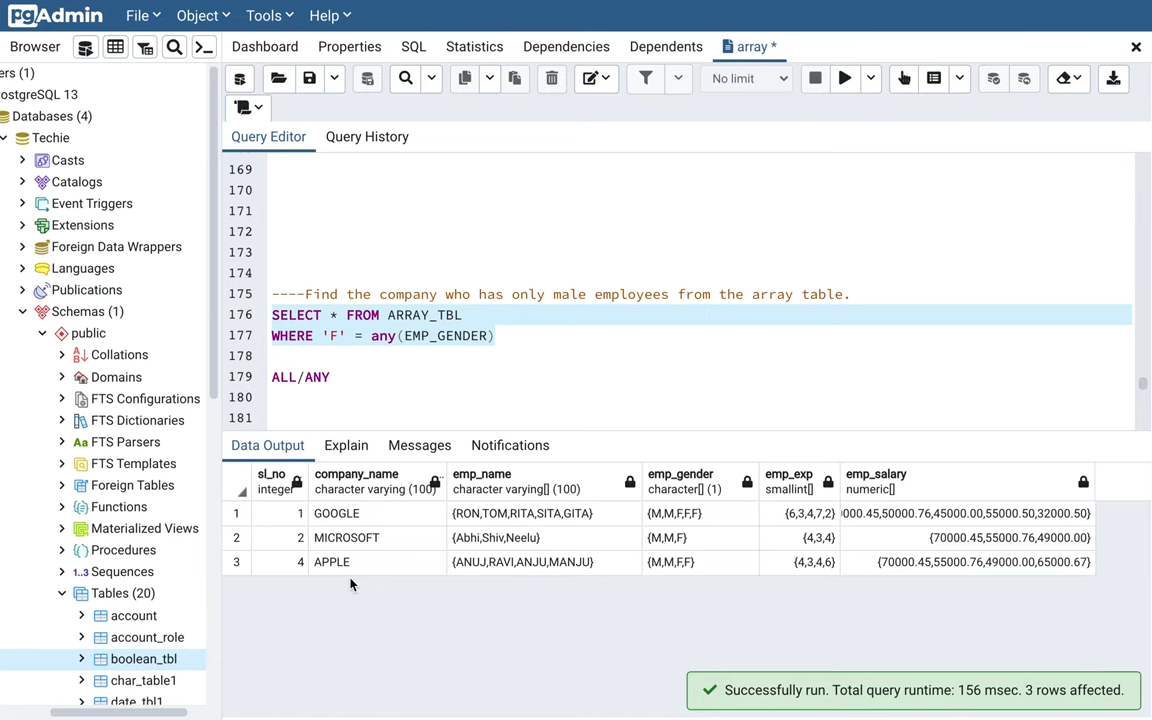 pgAdmin File Object Tools Help
Browser Dashboard Properties SQL Statistics Dependencies Dependents array *
No limit
Query Editor Query History
ers (1)
ostgreSQL 13
Databases (4)
Techie
Casts
Catalogs
Event Triggers
Extensions
Foreign Data Wrappers
Languages
Publications
Schemas (1)
public
Collations
Domains
FTS Configurations
FTS Dictionaries
FTS Parsers
FTS Templates
Foreign Tables
Functions
Materialized Views
Procedures
1..3 Sequences
Tables (20)
account
account_role
boolean_tbl
char_table1
date_tbl1
169
170
171
172
173
174
175 ----Find the company who has only male employees from the array table.
176 SELECT * FROM ARRAY_TBL
177 WHERE 'F' = any(EMP_GENDER)
178
179 ALL/ANY
180
181
Data Output Explain Messages Notifications
sl_no company_name emp_name emp_gender emp_exp emp_salary
integer character varying (100) character varying[] (100) character[] (1) smallint[] numeric[]
1 1 GOOGLE {RON,TOM,RITA,SITA,GITA} {M,M,F,F,F} {6,3,4,7,2} 000.45,50000.76,45000.00,55000.50,32000.50}
2 2 MICROSOFT {Abhi,Shiv,Neelu} {M,M,F} {4,3,4} {70000.45,55000.76,49000.00}
3 4 APPLE {ANUJ,RAVI,ANJU,MANJU} {M,M,F,F} {4,3,4,6} {70000.45,55000.76,49000.00,65000.67}
Successfully run. Total query runtime: 156 msec. 3 rows affected.